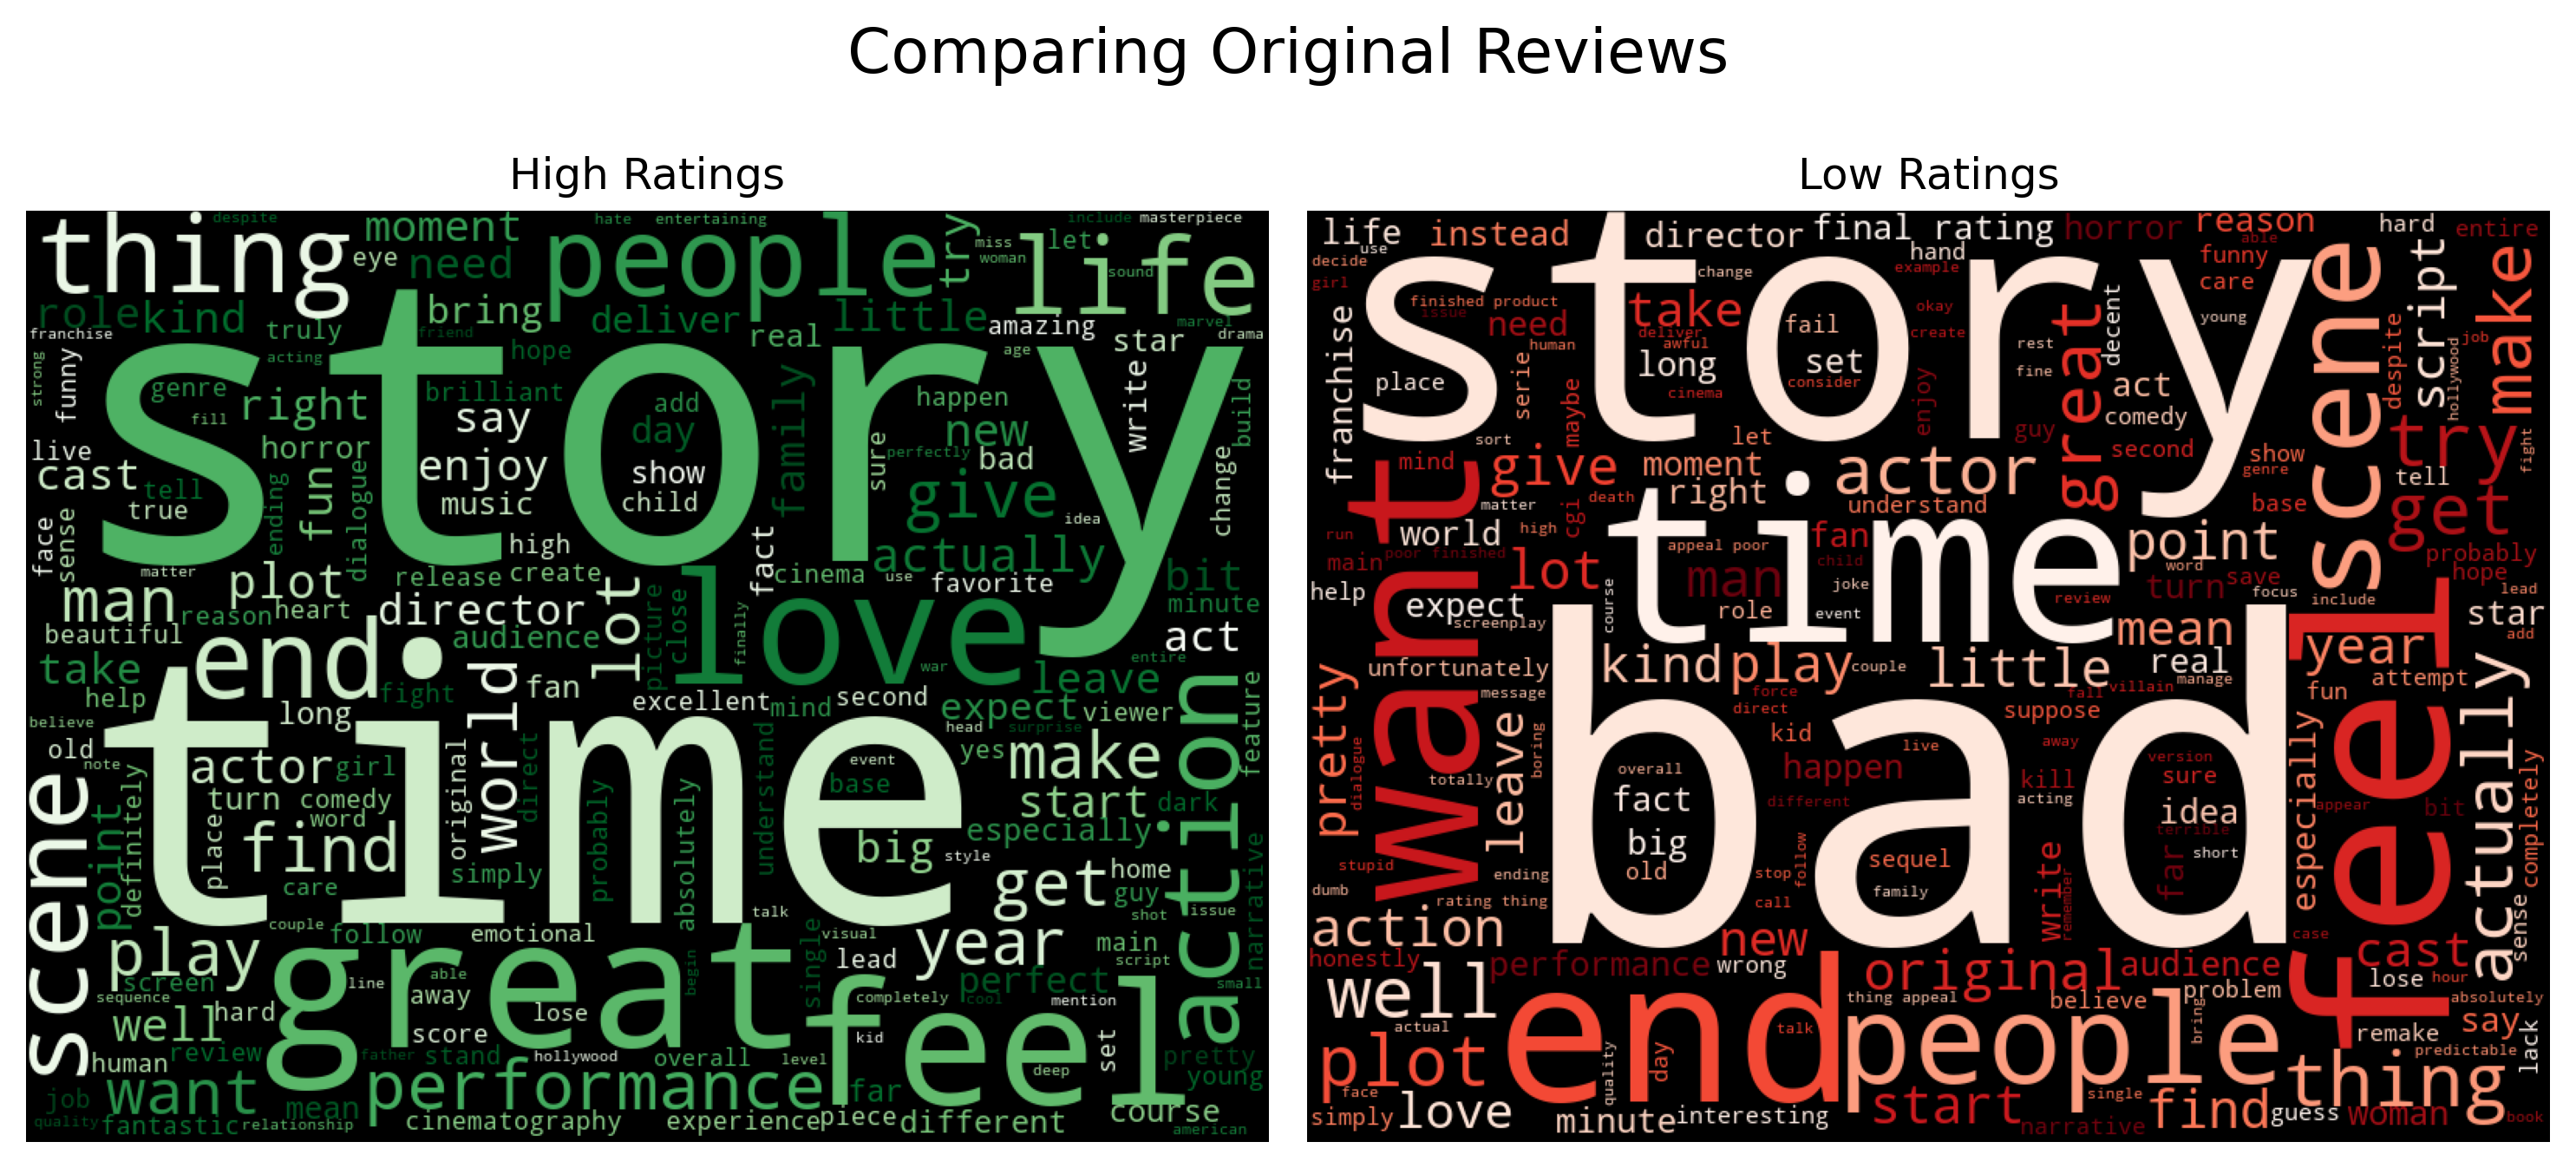 Comparing Original Reviews
High Ratings
Low Ratings
thing
despite
moment
hate
entertaining
people
try
miss
woman
include
masterpiece
let
sound
life
eye
need
role
kind
truly
bring
friend
deliver
real
little
amazing
age
star
marvel
drama
franchise
strong
funny
acting
hope
genre
fill
right
brilliant
say
add
day
show
child
family
happen
new
perfectly
bad
sure
write
build
change
story
live
cast
tell
true
horror
ending
fun
dialogue
enjoy
music
give
idea
face
sense
matter
high
fact
actually
man
plot
release
create
cinema
use
favorite
bit
minute
reason
heart
director
lot
picture
close
finally
love
war
beautiful
audience
act
entire
take
help
end
fight
world
fan
excellent
mind
second
leave
expect
viewer
feature
believe
long
head
surprise
old
note
actor
girl
original
direct
probably
absolutely
understand
event
base
yes
make
start
dark
time
turn
comedy
place
word
find
care
simply
big
style
especially
action
get
home
guy
shot
issue
narrative
scene
point
definitely
couple
follow
emotional
talk
single
visual
lead
year
main
script
play
screen
sequence
great
line
able
away
begin
score
lose
completely
perfect
cool
mention
small
well
hard
human
review
father
stand
hollywood
overall
level
kid
feel
deep
set
pretty
young
job
want
mean
performance
far
quality
fantastic
relationship
cinematography
experience
piece
different
course
american
life
use
instead
director
final rating
hand
horror
reason
able
hard
entire
decide
girl
change
example
funny
care
script
finished product
issue
need
take
deliver
awful
fail
okay
create
great
decent
young
scene
despite
job
hollywood
make
franchise
place
serie
human
long
cinema
set
consider
enjoy
rest
fine
guy
act
comedy
second
story
sort
maybe
let
show
genre
base
try
fight
tell
mind
give
moment
right
actor
understand
want
cgi
death
matter
high
world
run
main
poor finished
lot
appeal poor
man
fan
child
joke
point
word
get
probably
hope
turn
save
help
expect
screenplay
course
role
event
time
review
focus
include
lead
star
add
mean
year
unfortunately
kind
play
couple
little
real
manage
fall
villain
attempt
fun
pretty
message
leave
boring
force
direct
kid
suppose
live
away
happen
totally
dialogue
overall
fact
big
old
different
bad
kill
acting
version
sure
idea
terrible
short
far
especially
appear
bit
feel
actually
completely
stupid
dumb
ending
rating thing
stop
follow
call
sequel
family
write
remember
action
honestly
performance
new
wrong
original
audience
problem
case
cast
lose
hour
sense
absolutely
well
actual
end
talk
thing appeal
believe
bring
people
remake
say
predictable
lack
plot
face
simply
love
quality
day
minute
interesting
start
single
narrative
find
thing
guess
woman
book